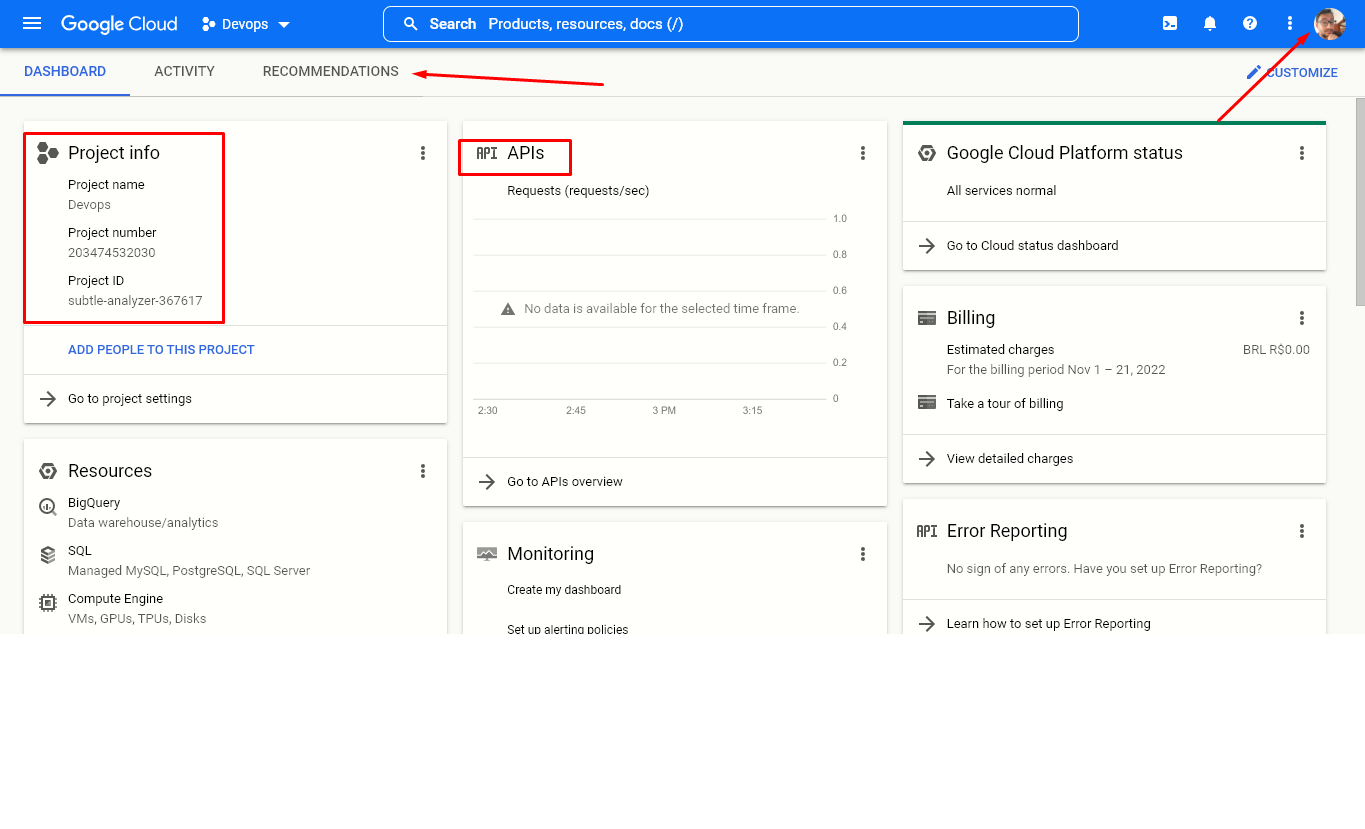 Google Cloud
Devops
Search Products, resources, docs (/)
DASHBOARD
ACTIVITY
RECOMMENDATIONS
CUSTOMIZE
Project info
Project name
Devops
Project number
203474532030
Project ID
subtle-analyzer-367617
ADD PEOPLE TO THIS PROJECT
Go to project settings
Resources
BigQuery
Data warehouse/analytics
SQL
Managed MySQL, PostgreSQL, SQL Server
Compute Engine
VMs, GPUs, TPUs, Disks
API APIs
Requests (requests/sec)
1.0
0.8
0.6
No data is available for the selected time frame.
0.4
0.2
0
2:30
2:45
3 PM
3:15
Go to APIs overview
Monitoring
Create my dashboard
Set up alerting policies
Google Cloud Platform status
All services normal
Go to Cloud status dashboard
Billing
Estimated charges
BRL R$0.00
For the billing period Nov 1 – 21, 2022
Take a tour of billing
View detailed charges
API Error Reporting
No sign of any errors. Have you set up Error Reporting?
Learn how to set up Error Reporting